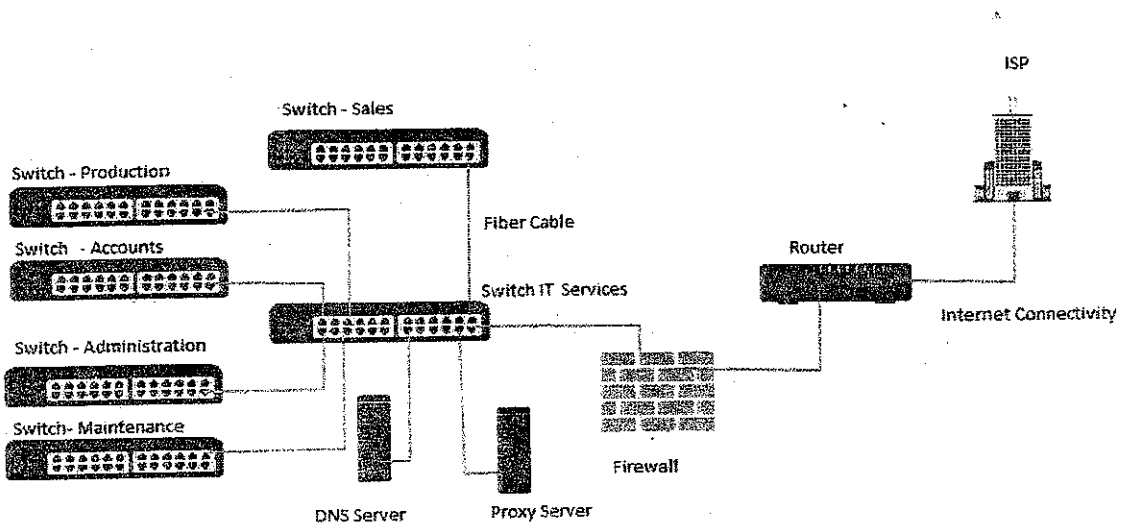 ISP
Switch - Sales
Switch - Production
Fiber Cable
Switch - Accounts
Router
Switch IT Services
Internet Connectivity
Switch - Administration
Switch- Maintenance
Firewall
DNS Server
Proxy Server